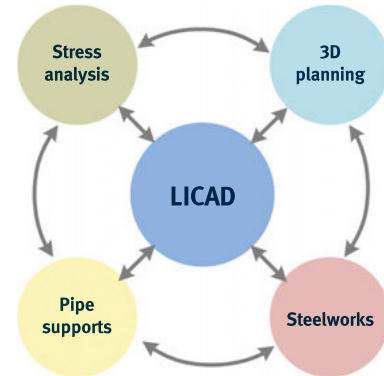 Stress
analysis
3D
planning
LICAD
Pipe
supports
Steelworks